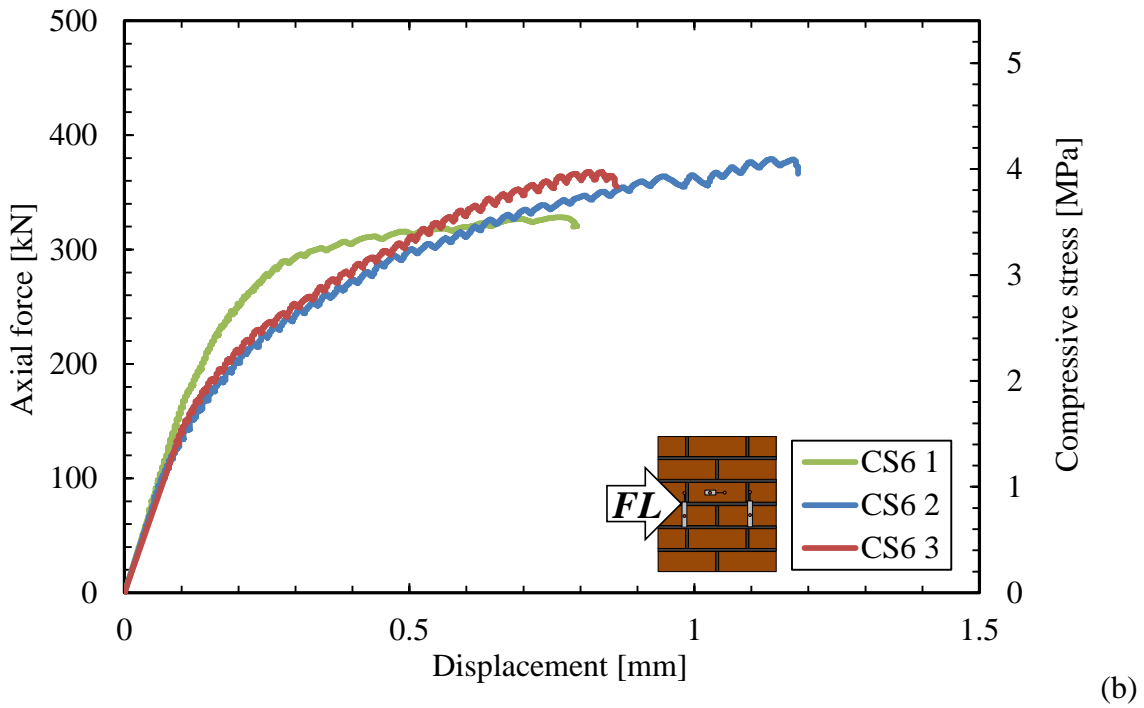 500
400
300
200
100
0
Axial force [kN]
0
0.5
1
1.5
Displacement [mm]
5
4
3
2
1
0
Compressive stress [MPa]
FL
CS6 1
CS6 2
CS6 3
(b)